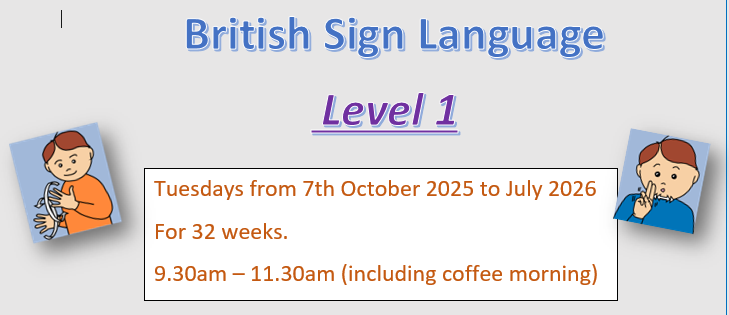 British Sign Language
Level 1
Tuesdays from 7th October 2025 to July 2026
For 32 weeks.
9.30am – 11.30am (including coffee morning)